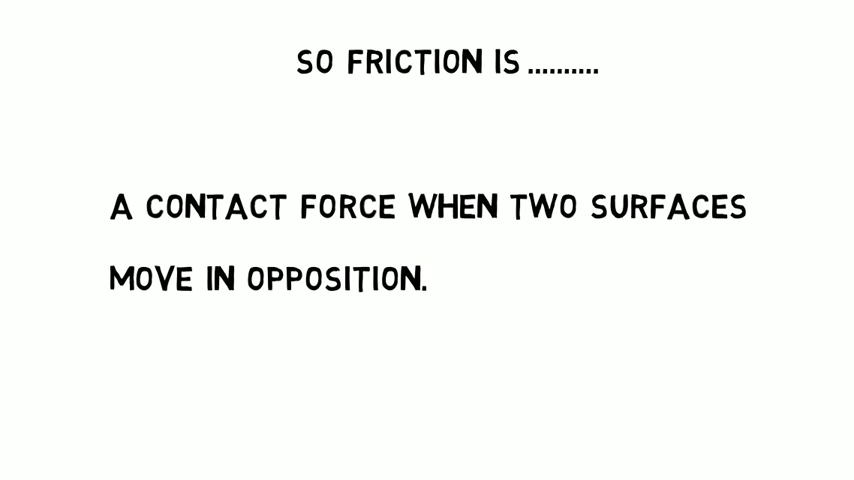 SO FRICTION IS ..........
A CONTACT FORCE WHEN TWO SURFACES
MOVE IN OPPOSITION.